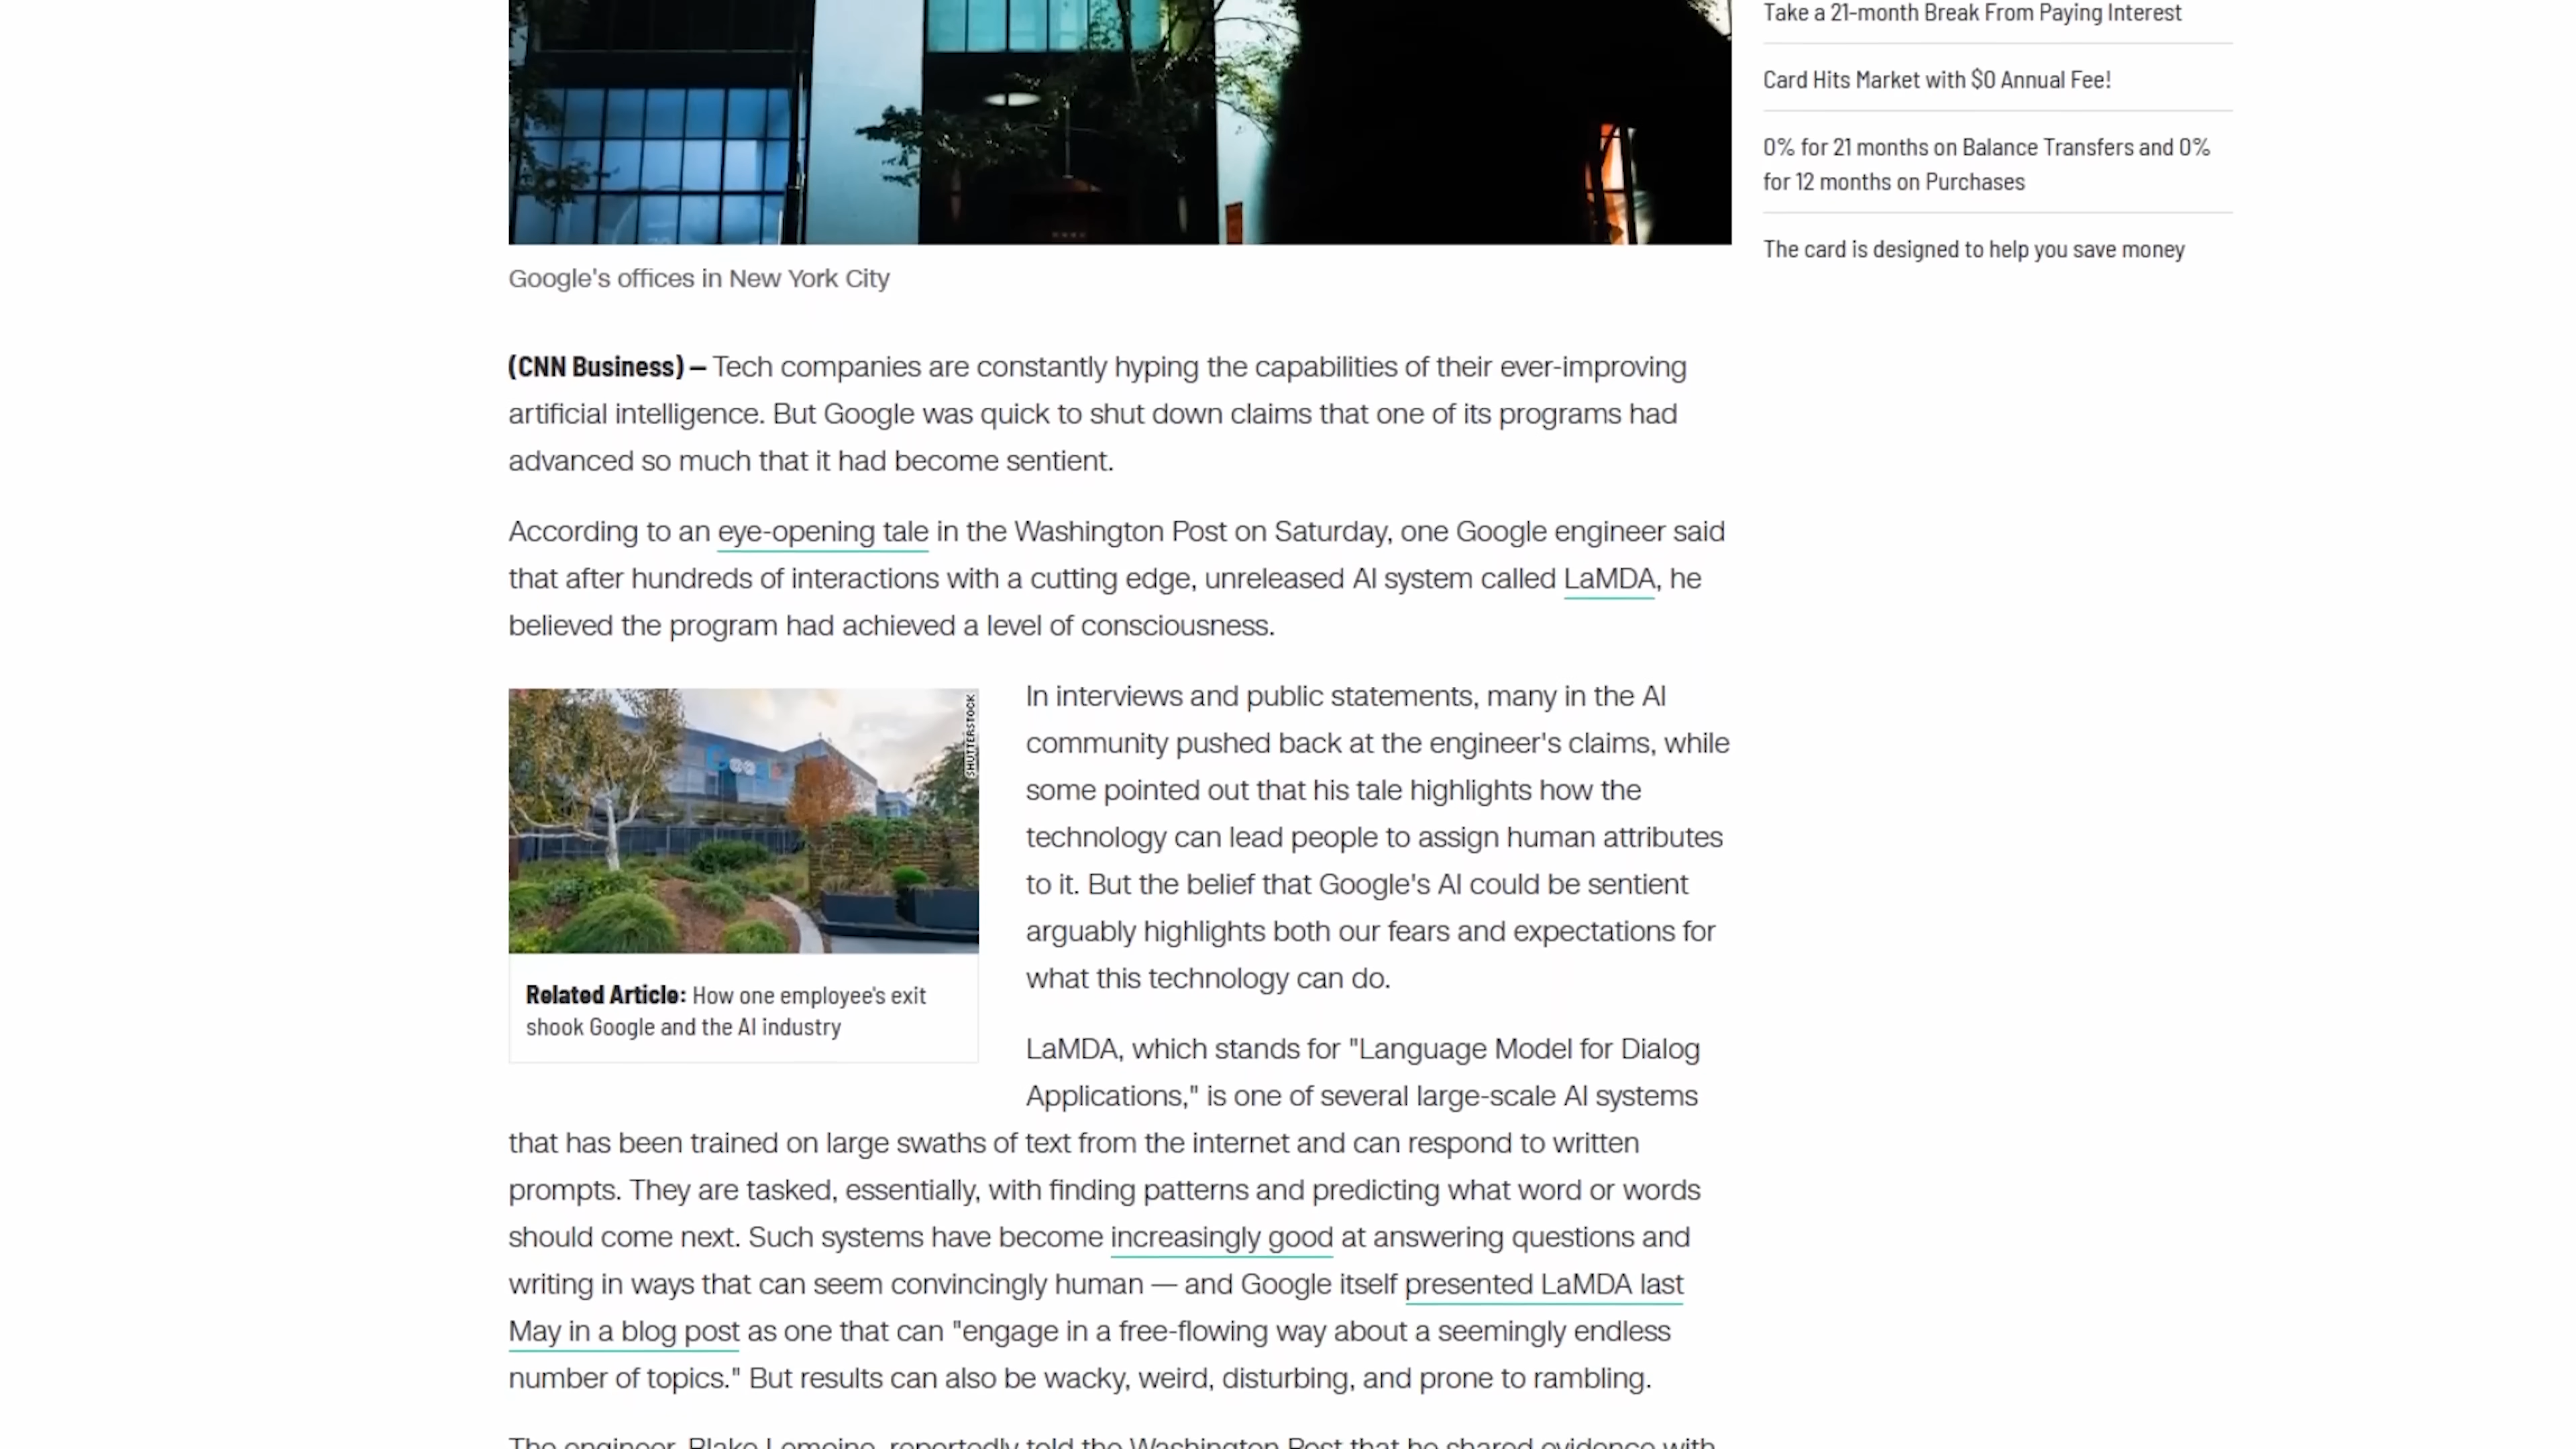 Take a 21-month Break From Paying Interest
Card Hits Market with $0 Annual Fee!
0% for 21 months on Balance Transfers and 0%
for 12 months on Purchases
The card is designed to help you save money
Google's offices in New York City
(CNN Business) — Tech companies are constantly hyping the capabilities of their ever-improving
artificial intelligence. But Google was quick to shut down claims that one of its programs had
advanced so much that it had become sentient.
According to an eye-opening tale in the Washington Post on Saturday, one Google engineer said
that after hundreds of interactions with a cutting edge, unreleased AI system called LaMDA, he
believed the program had achieved a level of consciousness.
Google
SHUTTERSTOCK
Related Article: How one employee's exit
shook Google and the AI industry
In interviews and public statements, many in the AI
community pushed back at the engineer's claims, while
some pointed out that his tale highlights how the
technology can lead people to assign human attributes
to it. But the belief that Google's AI could be sentient
arguably highlights both our fears and expectations for
what this technology can do.
LaMDA, which stands for "Language Model for Dialog
Applications," is one of several large-scale AI systems
that has been trained on large swaths of text from the internet and can respond to written
prompts. They are tasked, essentially, with finding patterns and predicting what word or words
should come next. Such systems have become increasingly good at answering questions and
writing in ways that can seem convincingly human — and Google itself presented LaMDA last
May in a blog post as one that can "engage in a free-flowing way about a seemingly endless
number of topics." But results can also be wacky, weird, disturbing, and prone to rambling.
The engineer, Blake Lemoine, reportedly told the Washington Post that he shared evidence with